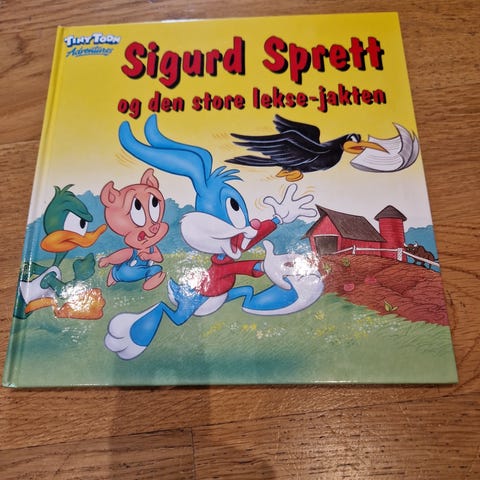 TINY TOON
Adventures
Sigurd Sprett
og den store lekse-jakten